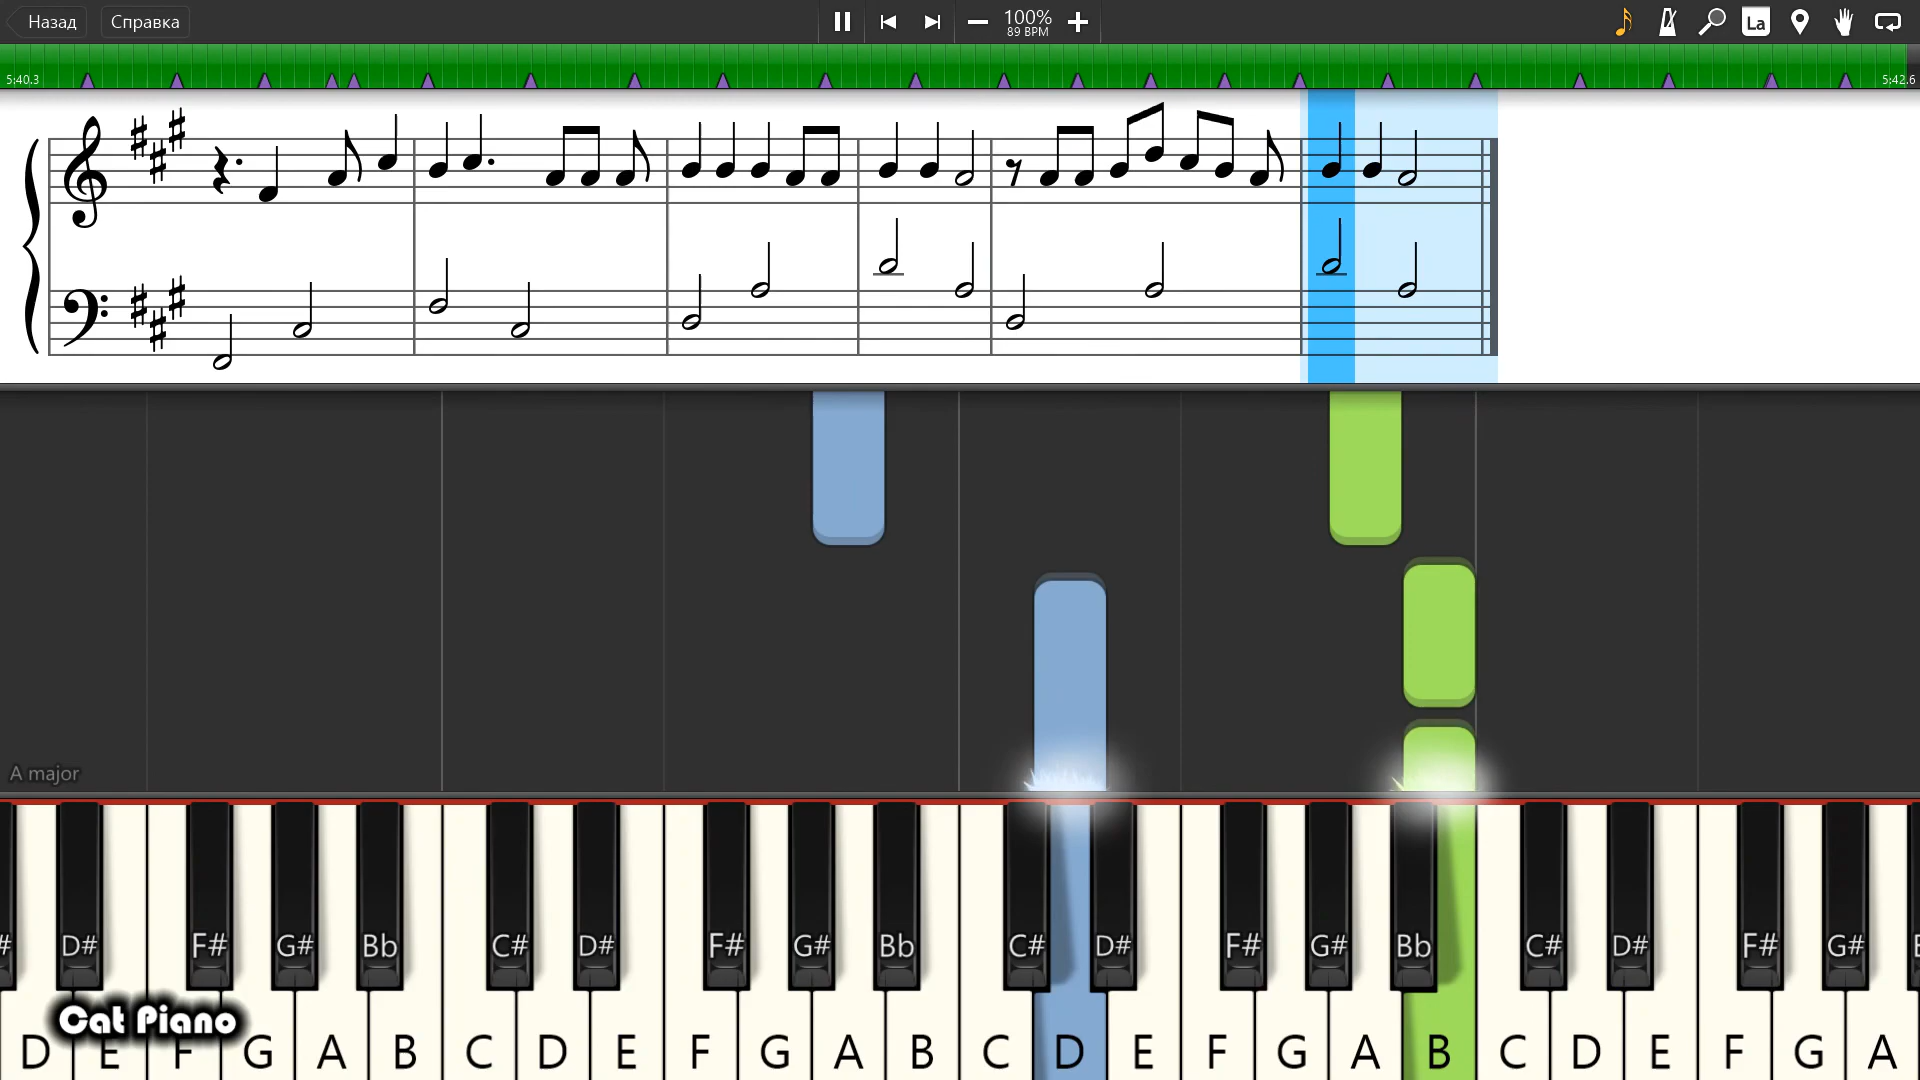 Назад Справка 100% La
89 BPM
5:40.3 5:42.6
A major
# D# F# G# Bb C# D# F# G# Bb C# D# F# G# Bb C# D# F# G#
Cat Piano
D E F G A B C D E F G A B C D E F G A B C D E F G A